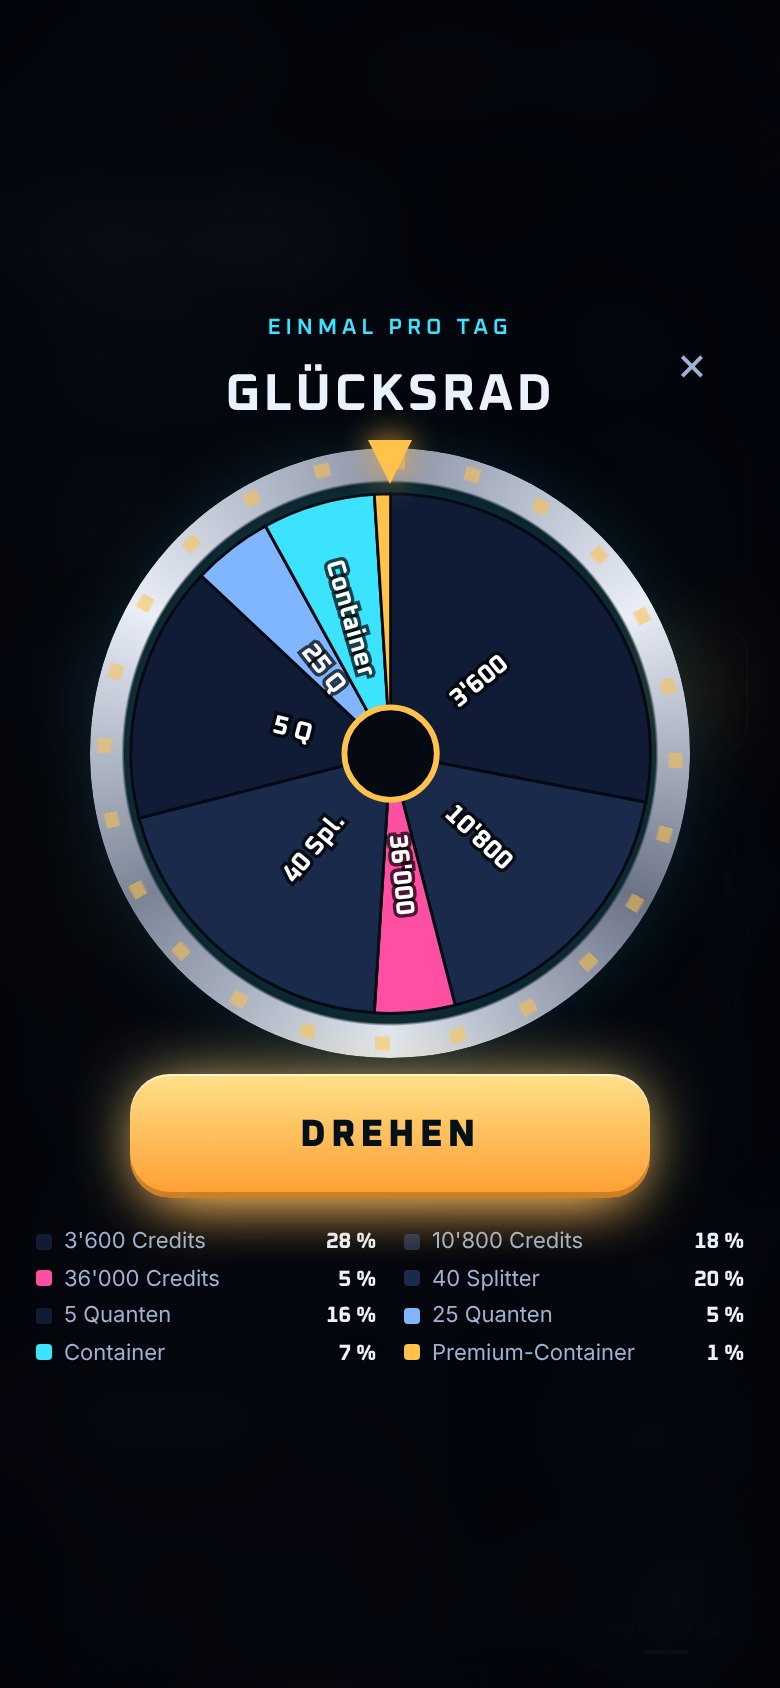 EINMAL PRO TAG
GLÜCKSRAD
✕
Container
25 Q
3'600
5 Q
40 Spl.
10'800
36'000
DREHEN
3'600 Credits 28 % 10'800 Credits 18 %
36'000 Credits 5 % 40 Splitter 20 %
5 Quanten 16 % 25 Quanten 5 %
Container 7 % Premium-Container 1 %